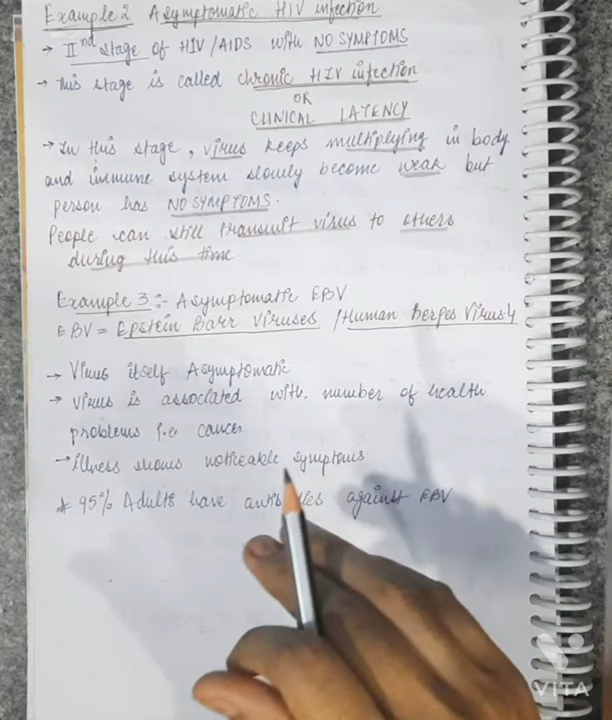 Example 2 Asymptomatic HIV infection
→ IInd stage of HIV/AIDS with NO SYMPTOMS
→ This stage is called chronic HIV infection
OR
CLINICAL LATENCY
→ In this stage, virus keeps multiplying in body
and immune system slowly become weak but
person has NO SYMPTOMS.
People can still transmit virus to others
during this time
Example 3:- Asymptomatic EBV
EBV = Epstein Barr Viruses /Human Herpes Virus 4
→ Virus itself Asymptomatic
→ Virus is associated with number of health
problems i.e cancer
→ illness shows noticeable symptoms.
* 95% Adults have against EBV
VITA